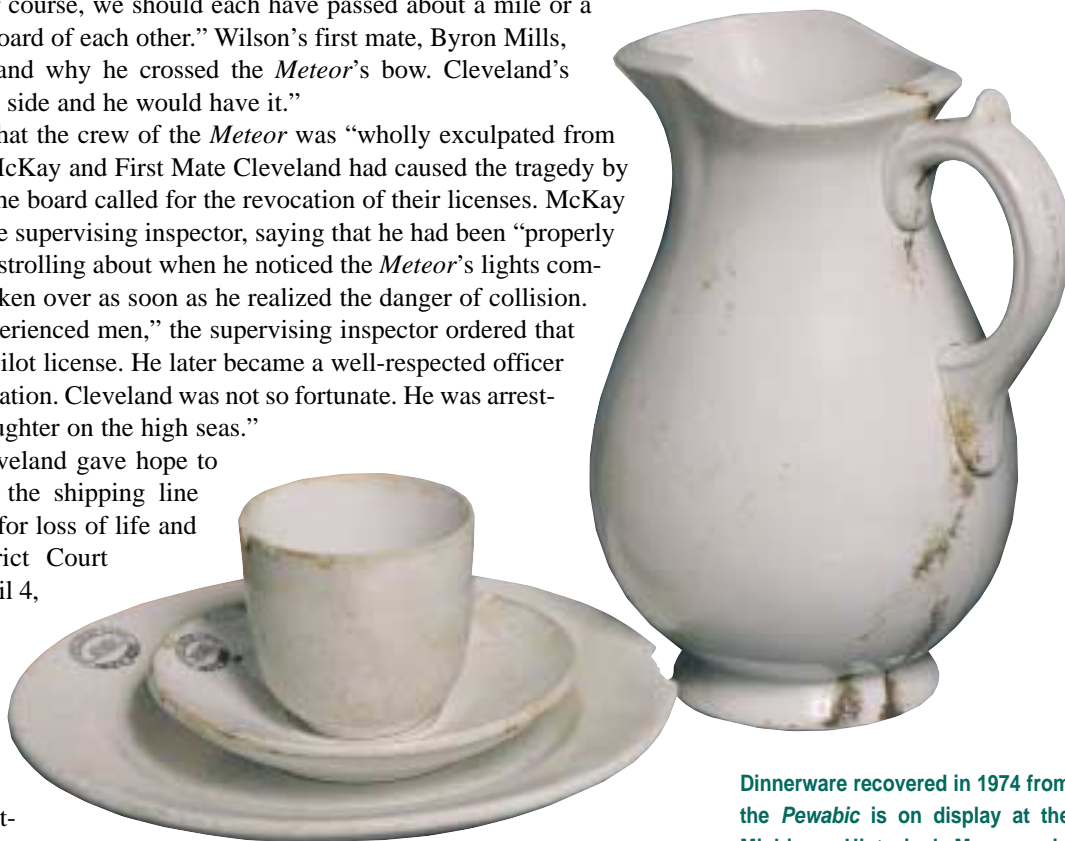 course, we should each have passed about a mile or a
oard of each other.” Wilson’s first mate, Byron Mills,
and why he crossed the Meteor’s bow. Cleveland’s
side and he would have it.”
hat the crew of the Meteor was “wholly exculpated from
McKay and First Mate Cleveland had caused the tragedy by
he board called for the revocation of their licenses. McKay
e supervising inspector, saying that he had been “properly
strolling about when he noticed the Meteor’s lights com-
ken over as soon as he realized the danger of collision.
erienced men,” the supervising inspector ordered that
pilot license. He later became a well-respected officer
ation. Cleveland was not so fortunate. He was arrest-
ughter on the high seas.”
eveland gave hope to
the shipping line
for loss of life and
rict Court
il 4,
t-
Dinnerware recovered in 1974 from
the Pewabic is on display at the